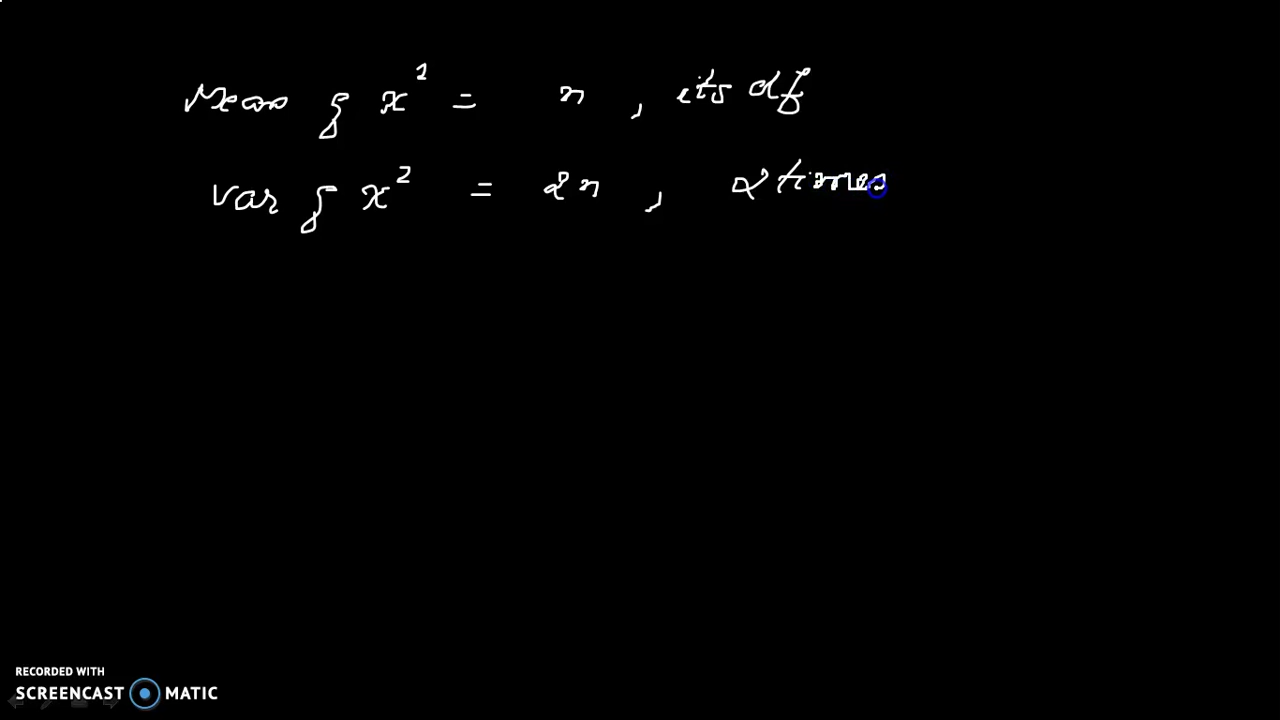 Mean of x² = n, its df
var of x² = 2n, 2 times
RECORDED WITH
SCREENCAST MATIC